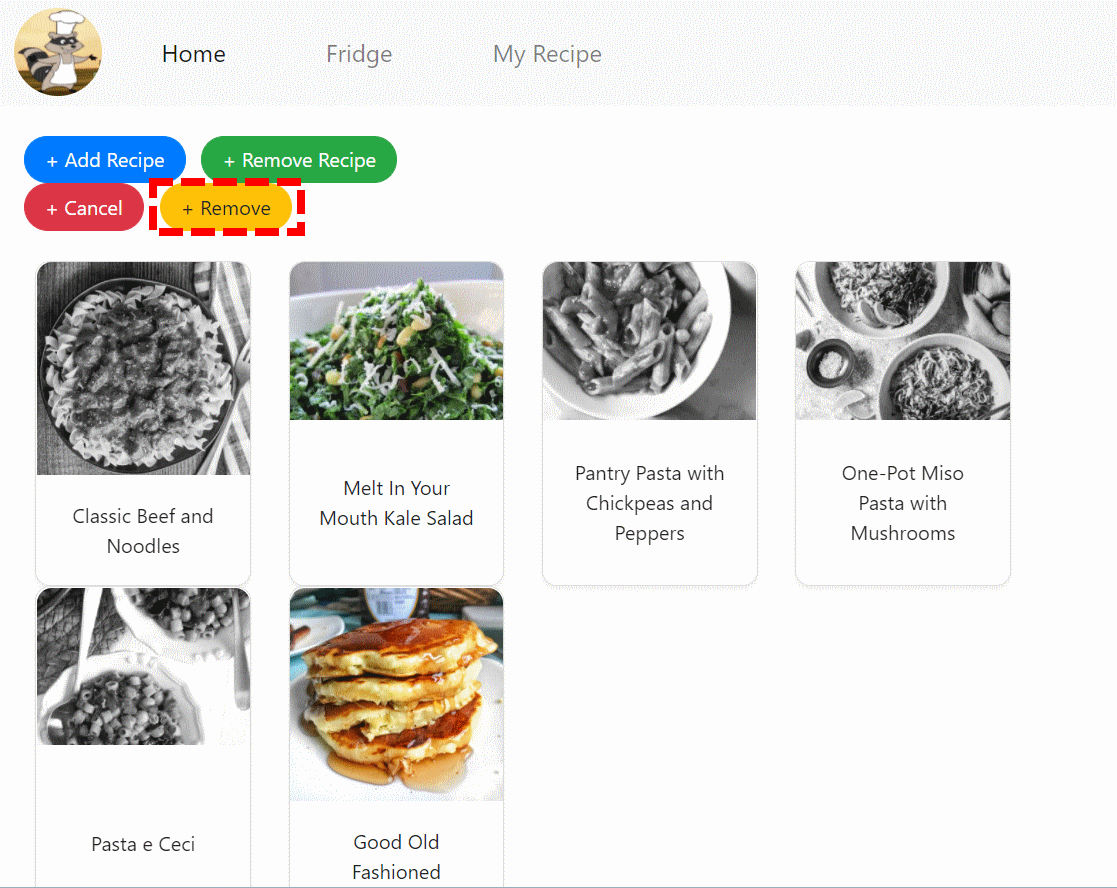 Home Fridge My Recipe
+ Add Recipe + Remove Recipe
+ Cancel + Remove
Classic Beef and
Noodles
Melt In Your
Mouth Kale Salad
Pantry Pasta with
Chickpeas and
Peppers
One-Pot Miso
Pasta with
Mushrooms
Pasta e Ceci
Good Old
Fashioned